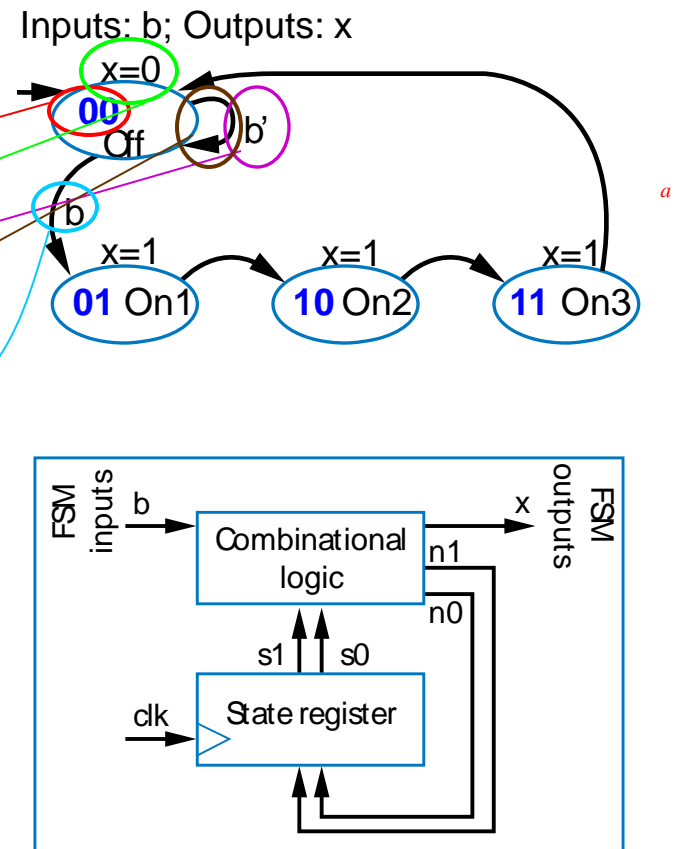 Inputs: b; Outputs: x
x=0
00
Off
b’
a
b
x=1
x=1
x=1
01 On1
10 On2
11 On3
FSM
inputs
b
x
FSM
outputs
Combinational
logic
n1
n0
s1
s0
clk
State register